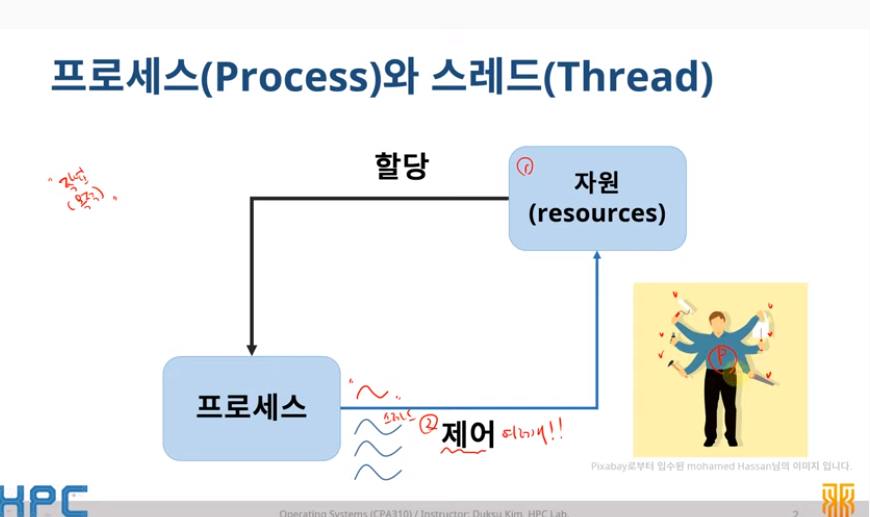 프로세스(Process)와 스레드(Thread)
할당
①
자원
(resources)
"작업
(목적)"
프로세스
P
스레드
② 제어 여러개!!
Pixabay로부터 입수된 mohamed Hassan님의 이미지 입니다.
HPC
Operating Systems (CPA310) / Instructor: Duksu Kim, HPC Lab.
2